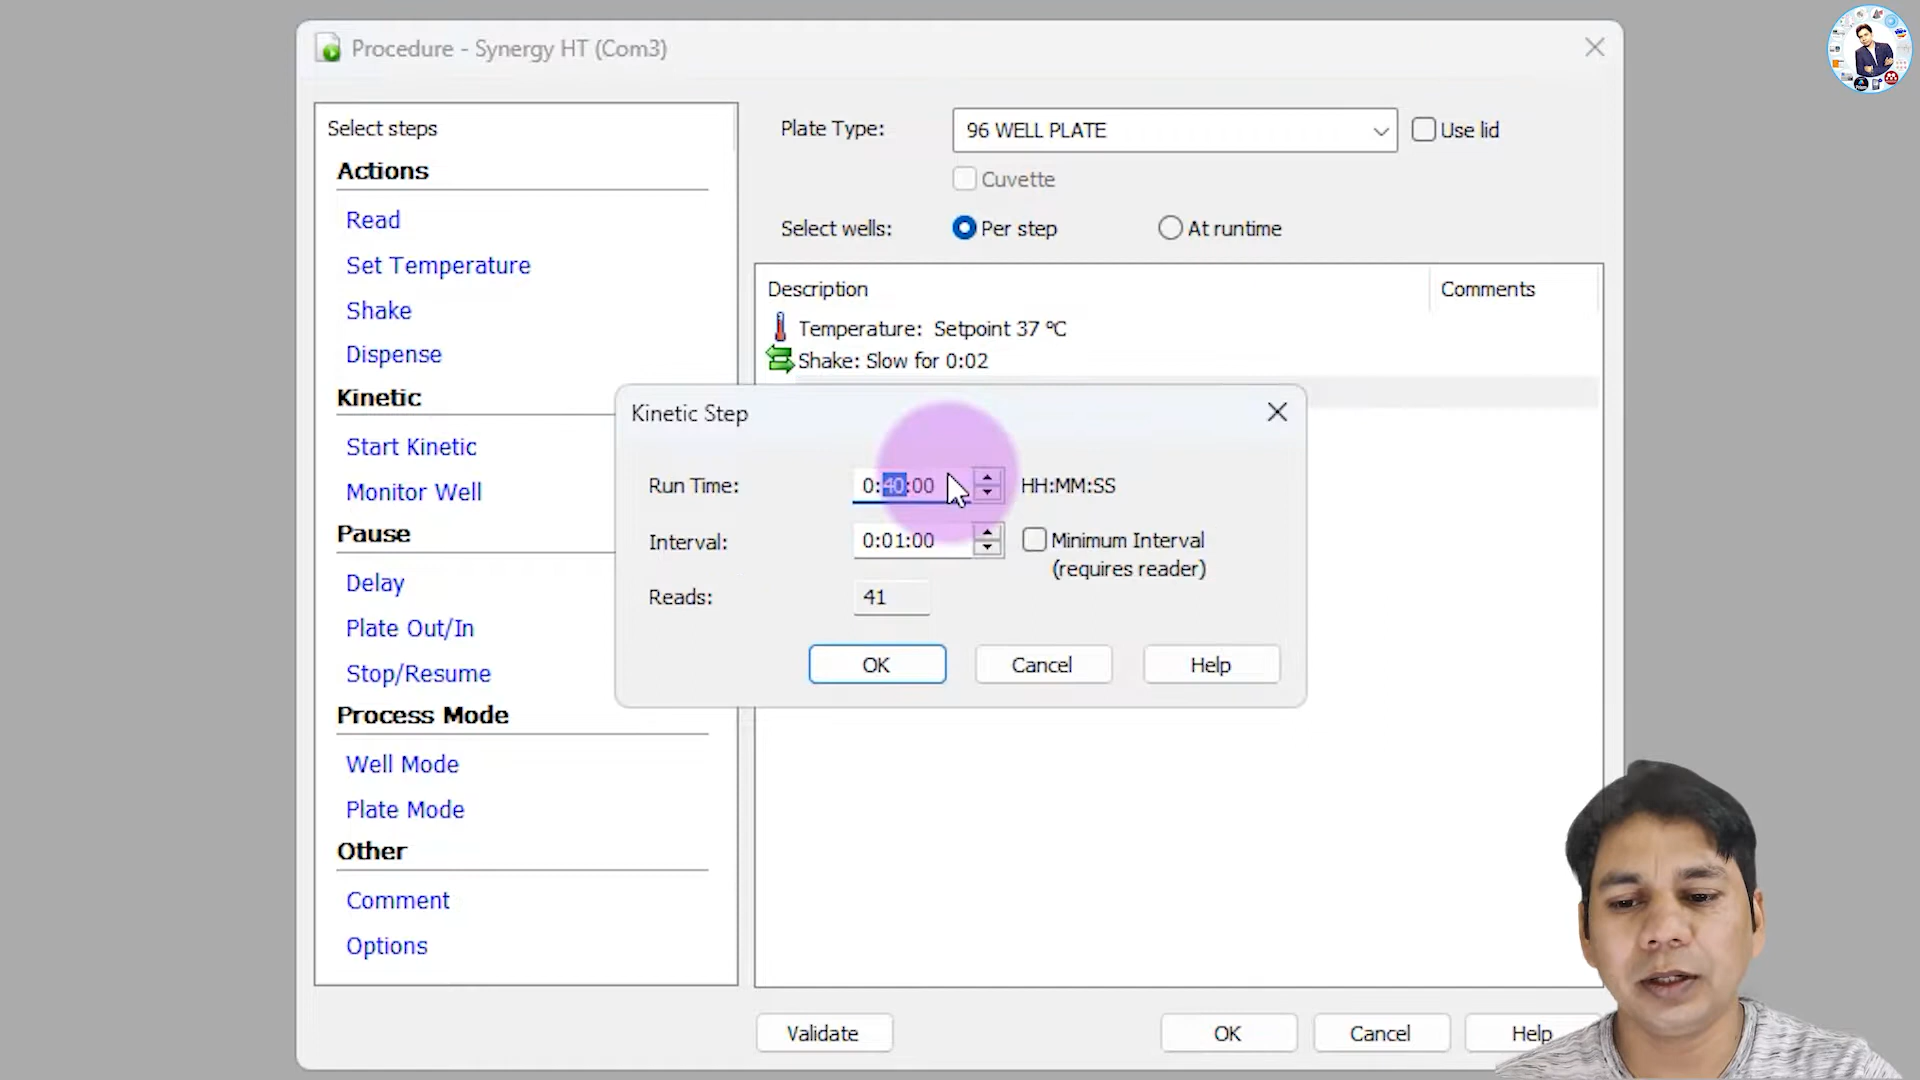 Procedure - Synergy HT (Com3)
Select steps
Actions
Read
Set Temperature
Shake
Dispense
Kinetic
Start Kinetic
Monitor Well
Pause
Delay
Plate Out/In
Stop/Resume
Process Mode
Well Mode
Plate Mode
Other
Comment
Options
Plate Type: 96 WELL PLATE Use lid
Cuvette
Select wells: Per step At runtime
Description Comments
Temperature: Setpoint 37 ºC
Shake: Slow for 0:02
Kinetic Step
Run Time: 0:40:00 HH:MM:SS
Interval: 0:01:00 Minimum Interval
(requires reader)
Reads: 41
OK Cancel Help
Validate OK Cancel Help